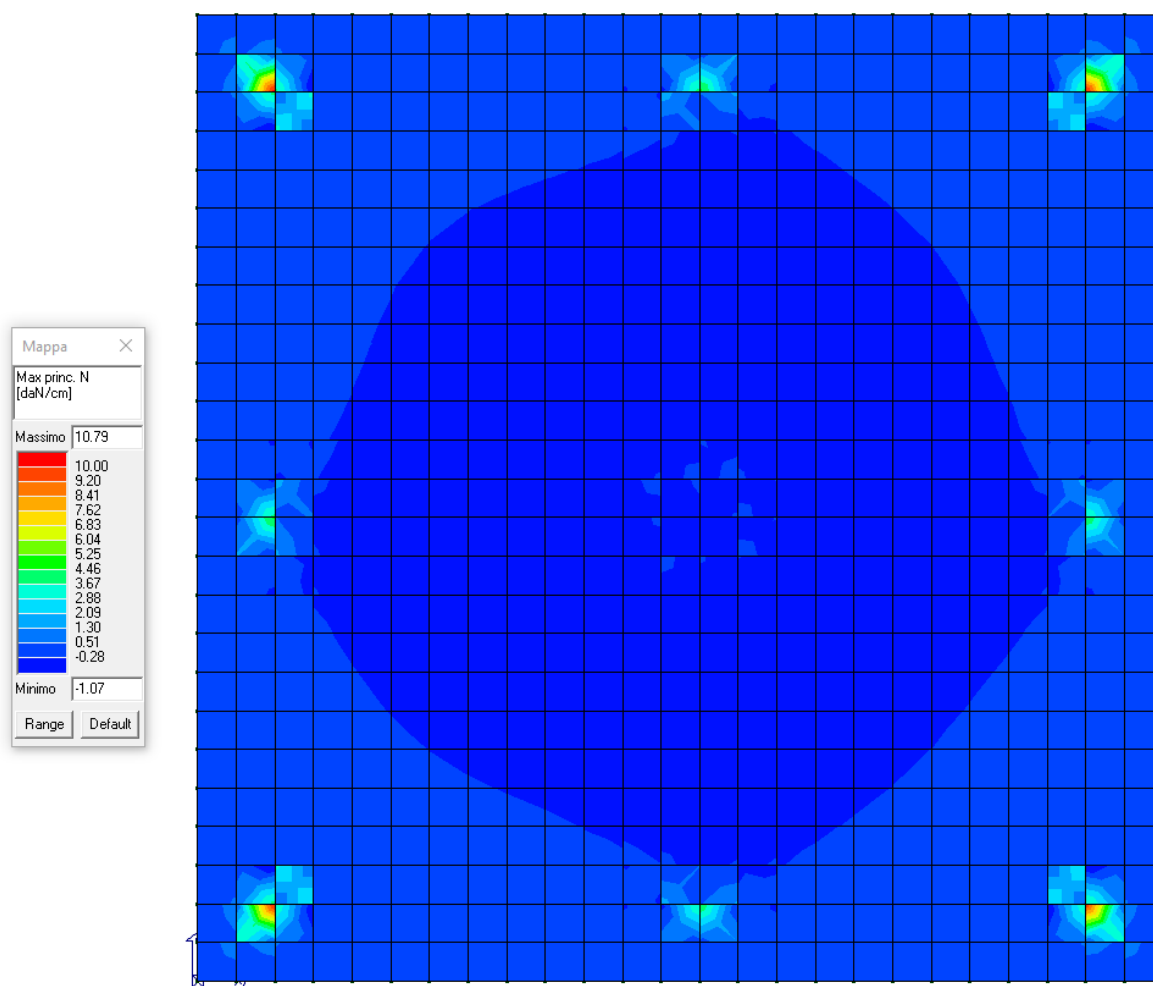 Mappa
Max princ. N
[daN/cm]
Massimo 10.79
10.00
9.20
8.41
7.62
6.83
6.04
5.25
4.46
3.67
2.88
2.09
1.30
0.51
-0.28
Minimo -1.07
Range Default